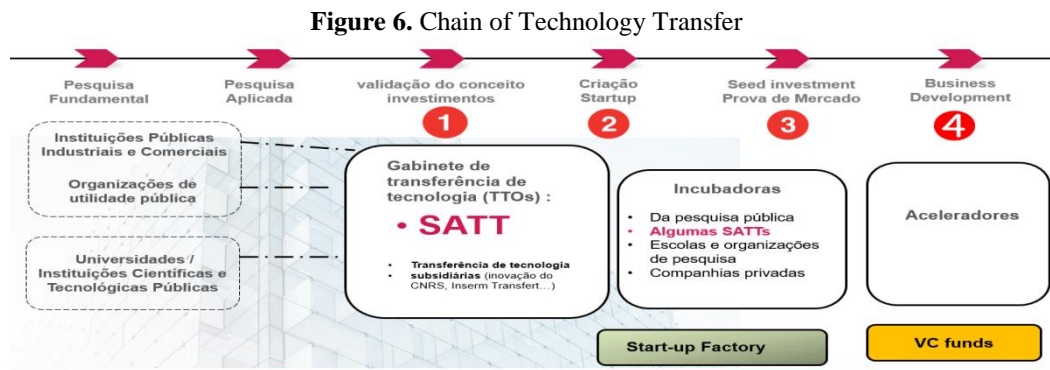 Figure 6. Chain of Technology Transfer
Pesquisa
Fundamental
Pesquisa
Aplicada
validação do conceito
investimentos
Criação
Startup
Seed investment
Prova de Mercado
Business
Development
1
2
3
4
Instituições Públicas
Industriais e Comerciais
Organizações de
utilidade pública
Universidades /
Instituições Científicas e
Tecnológicas Públicas
Gabinete de
transferência de
tecnologia (TTOs) :
• SATT
• Transferência de tecnologia
• subsidiárias (inovação do
CNRS, Inserm Transfert...)
Incubadoras
• Da pesquisa pública
• Algumas SATTs
• Escolas e organizações
de pesquisa
• Companhias privadas
Aceleradores
Start-up Factory
VC funds